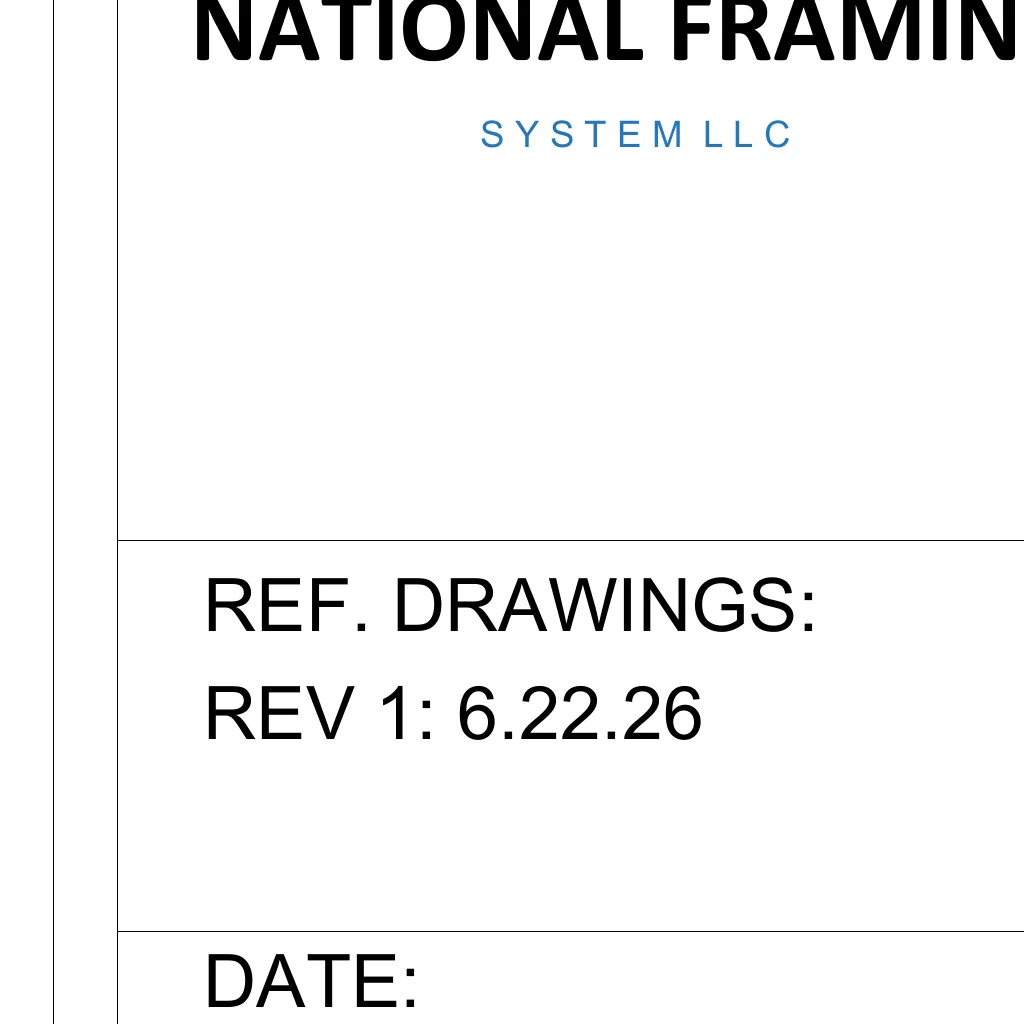 NATIONAL FRAMIN
SYSTEM LLC
REF. DRAWINGS:
REV 1: 6.22.26
DATE: